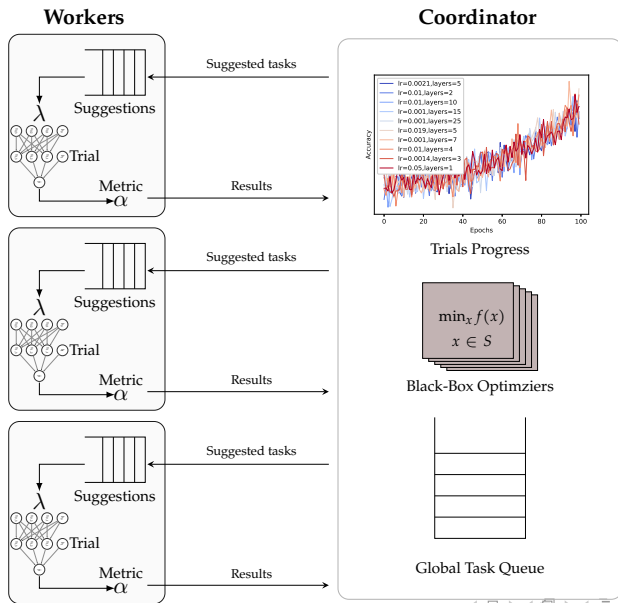 Workers
Coordinator
Suggested tasks
Suggestions
λ
Trial
Metric
α
Results
Suggested tasks
Suggestions
λ
Trial
Metric
α
Results
Suggested tasks
Suggestions
λ
Trial
Metric
α
Results
lr=0.0021,layers=5
lr=0.01,layers=2
lr=0.01,layers=10
lr=0.001,layers=15
lr=0.001,layers=25
lr=0.019,layers=5
lr=0.001,layers=7
lr=0.01,layers=4
lr=0.0014,layers=3
lr=0.05,layers=1
Accuracy
0 20 40 60 80 100
Epochs
Trials Progress
min_x f(x)
x ∈ S
Black-Box Optimziers
Global Task Queue